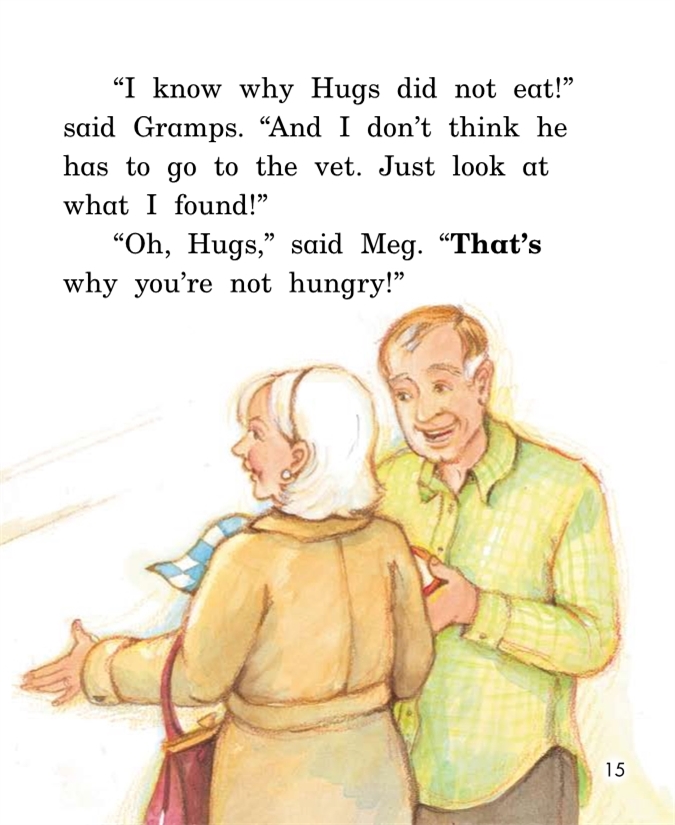 “I know why Hugs did not eat!”
said Gramps. “And I don’t think he
has to go to the vet. Just look at
what I found!”
“Oh, Hugs,” said Meg. “That’s
why you’re not hungry!”
15